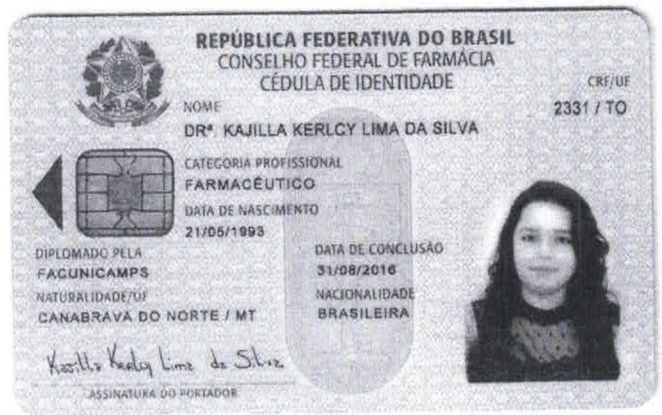 REPÚBLICA FEDERATIVA DO BRASIL
CONSELHO FEDERAL DE FARMÁCIA
CÉDULA DE IDENTIDADE
CRF/UF
2331 / TO
NOME
DRª. KAJILLA KERLCY LIMA DA SILVA
CATEGORIA PROFISSIONAL
FARMACÊUTICO
DATA DE NASCIMENTO
21/05/1993
DIPLOMADO PELA
FACUNICAMPS
DATA DE CONCLUSÃO
31/08/2016
NATURALIDADE/UF
CANABRAVA DO NORTE / MT
NACIONALIDADE
BRASILEIRA
Kajilla Kerlcy Lima da Silva
ASSINATURA DO PORTADOR